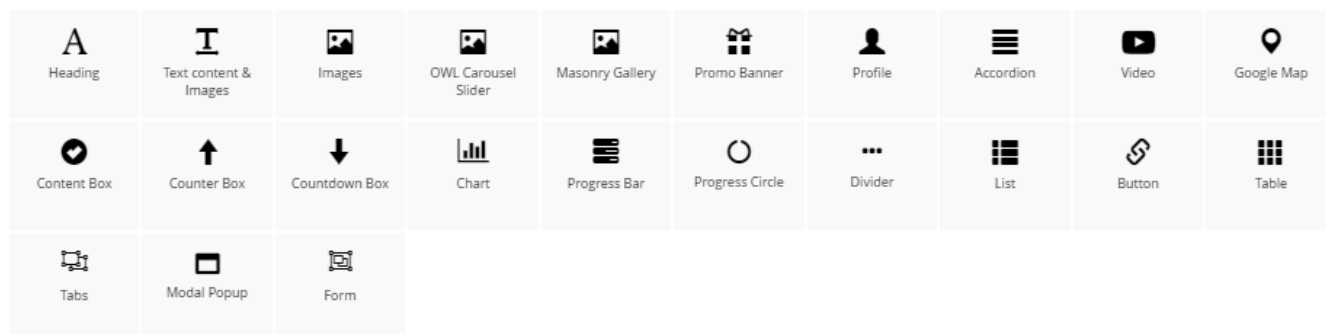 Heading
Text content &
Images
Images
OWL Carousel
Slider
Masonry Gallery
Promo Banner
Profile
Accordion
Video
Google Map
Content Box
Counter Box
Countdown Box
Chart
Progress Bar
Progress Circle
Divider
List
Button
Table
Tabs
Modal Popup
Form